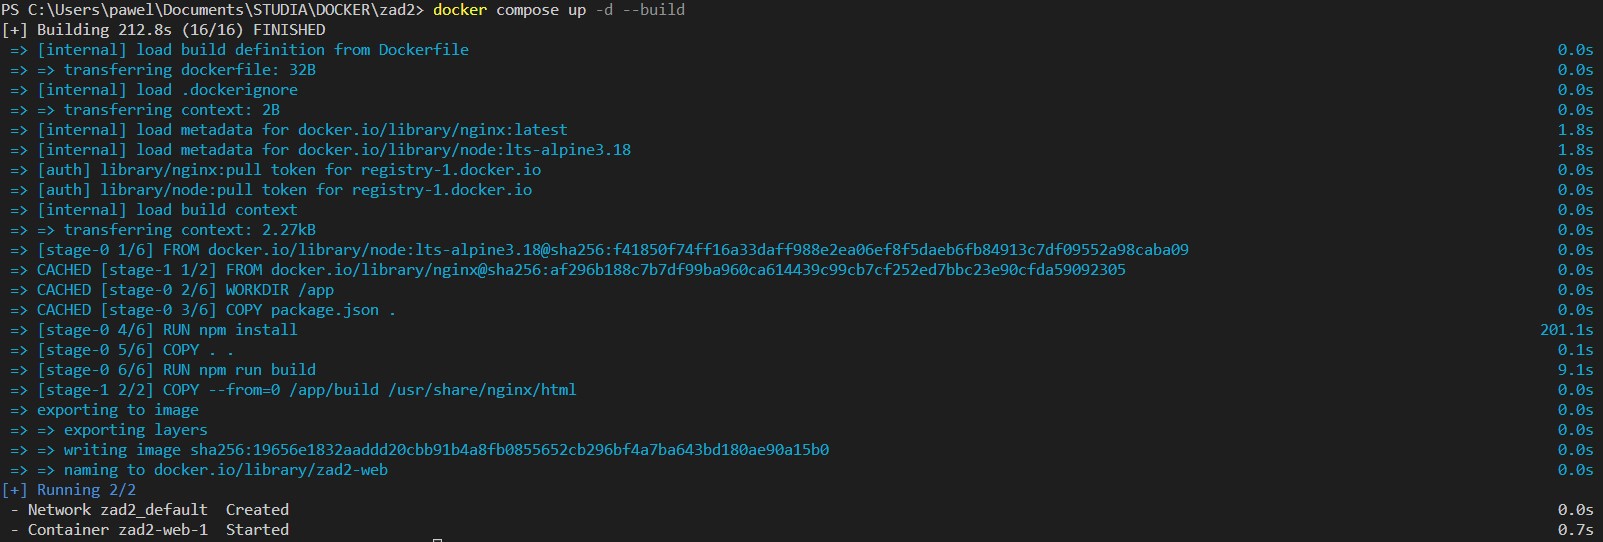 PS C:\Users\pawel\Documents\STUDIA\DOCKER\zad2> docker compose up -d --build
[+] Building 212.8s (16/16) FINISHED
=> [internal] load build definition from Dockerfile 0.0s
=> => transferring dockerfile: 32B 0.0s
=> [internal] load .dockerignore 0.0s
=> => transferring context: 2B 0.0s
=> [internal] load metadata for docker.io/library/nginx:latest 1.8s
=> [internal] load metadata for docker.io/library/node:lts-alpine3.18 1.8s
=> [auth] library/nginx:pull token for registry-1.docker.io 0.0s
=> [auth] library/node:pull token for registry-1.docker.io 0.0s
=> [internal] load build context 0.0s
=> => transferring context: 2.27kB 0.0s
=> [stage-0 1/6] FROM docker.io/library/node:lts-alpine3.18@sha256:f41850f74ff16a33daff988e2ea06ef8f5daeb6fb84913c7df09552a98caba09 0.0s
=> CACHED [stage-1 1/2] FROM docker.io/library/nginx@sha256:af296b188c7b7df99ba960ca614439c99cb7cf252ed7bbc23e90cfda59092305 0.0s
=> CACHED [stage-0 2/6] WORKDIR /app 0.0s
=> CACHED [stage-0 3/6] COPY package.json . 0.0s
=> [stage-0 4/6] RUN npm install 201.1s
=> [stage-0 5/6] COPY . . 0.1s
=> [stage-0 6/6] RUN npm run build 9.1s
=> [stage-1 2/2] COPY --from=0 /app/build /usr/share/nginx/html 0.0s
=> exporting to image 0.0s
=> => exporting layers 0.0s
=> => writing image sha256:19656e1832aaddd20cbb91b4a8fb0855652cb296bf4a7ba643bd180ae90a15b0 0.0s
=> => naming to docker.io/library/zad2-web 0.0s
[+] Running 2/2
- Network zad2_default Created 0.0s
- Container zad2-web-1 Started 0.7s